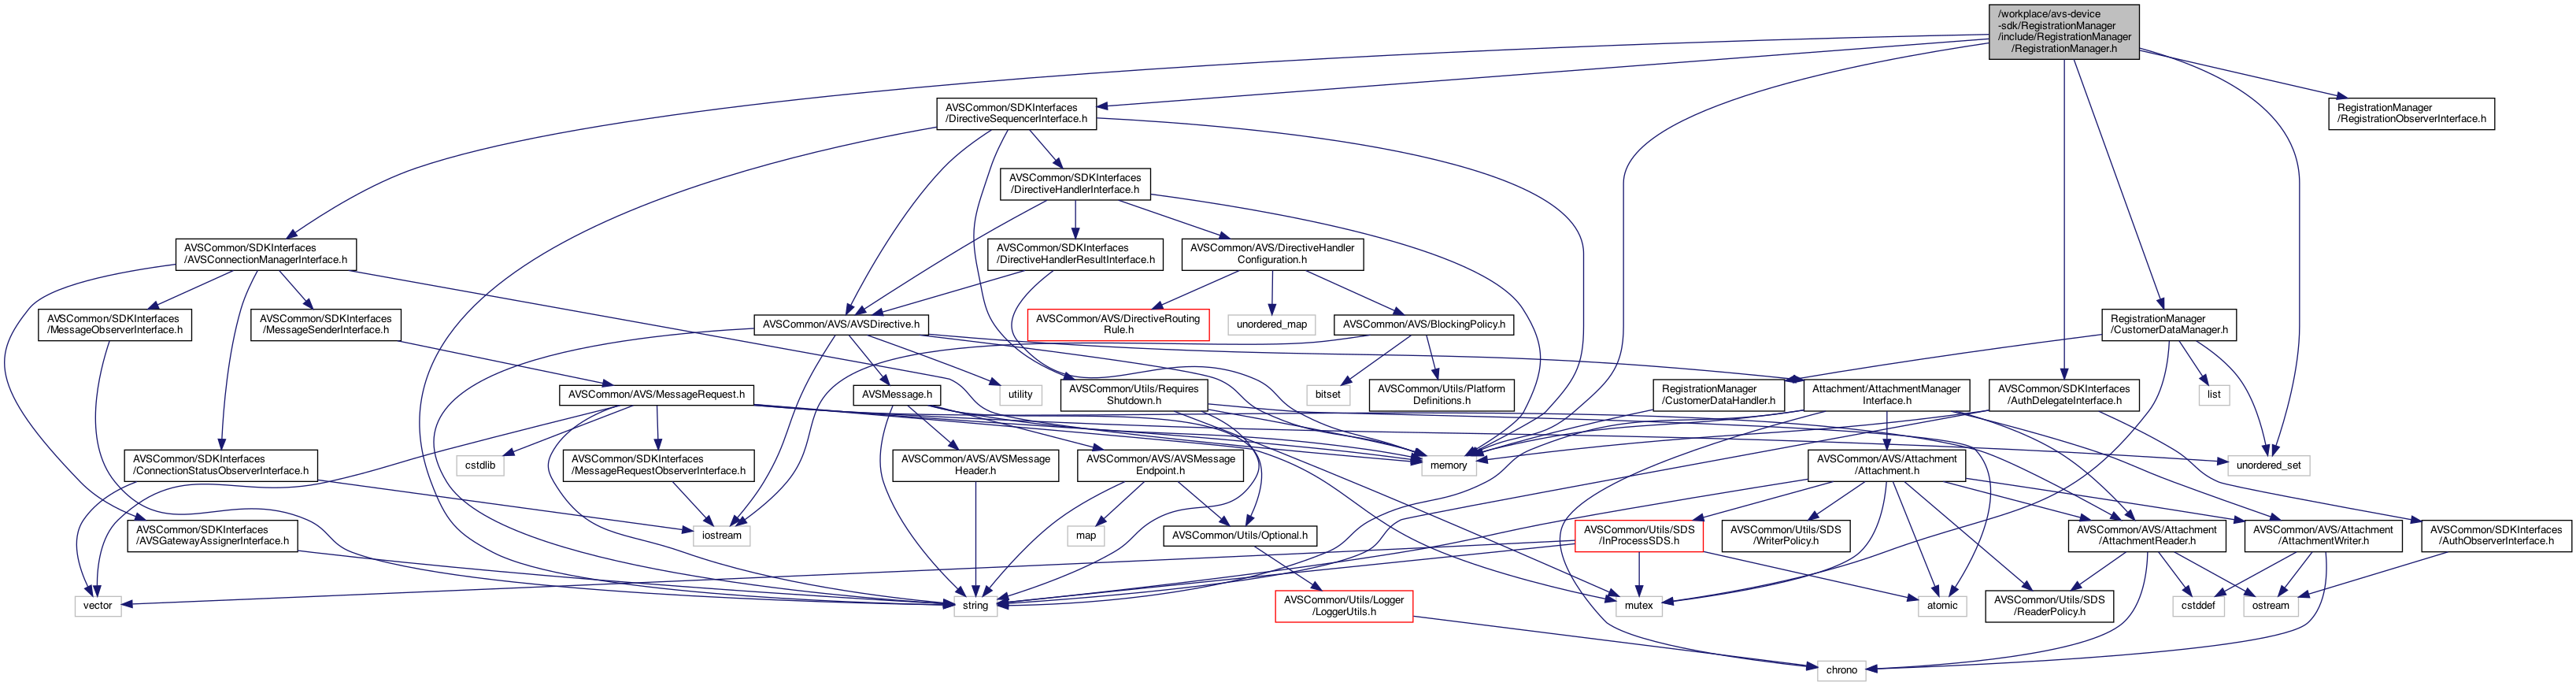 /workplace/avs-device
-sdk/RegistrationManager
/include/RegistrationManager
/RegistrationManager.h
AVSCommon/SDKInterfaces
/DirectiveSequencerInterface.h
RegistrationManager
/RegistrationObserverInterface.h
AVSCommon/SDKInterfaces
/DirectiveHandlerInterface.h
AVSCommon/SDKInterfaces
/AVSConnectionManagerInterface.h
AVSCommon/SDKInterfaces
/DirectiveHandlerResultInterface.h
AVSCommon/AVS/DirectiveHandler
Configuration.h
AVSCommon/SDKInterfaces
/MessageObserverInterface.h
AVSCommon/SDKInterfaces
/MessageSenderInterface.h
AVSCommon/AVS/AVSDirective.h
AVSCommon/AVS/DirectiveRouting
Rule.h
unordered_map
AVSCommon/AVS/BlockingPolicy.h
RegistrationManager
/CustomerDataManager.h
AVSCommon/AVS/MessageRequest.h
AVSMessage.h
utility
AVSCommon/Utils/Requires
Shutdown.h
bitset
AVSCommon/Utils/Platform
Definitions.h
RegistrationManager
/CustomerDataHandler.h
Attachment/AttachmentManager
Interface.h
AVSCommon/SDKInterfaces
/AuthDelegateInterface.h
list
AVSCommon/SDKInterfaces
/ConnectionStatusObserverInterface.h
cstdlib
AVSCommon/SDKInterfaces
/MessageRequestObserverInterface.h
AVSCommon/AVS/AVSMessage
Header.h
AVSCommon/AVS/AVSMessage
Endpoint.h
memory
AVSCommon/AVS/Attachment
/Attachment.h
unordered_set
AVSCommon/SDKInterfaces
/AVSGatewayAssignerInterface.h
iostream
map
AVSCommon/Utils/Optional.h
AVSCommon/Utils/SDS
/InProcessSDS.h
AVSCommon/Utils/SDS
/WriterPolicy.h
AVSCommon/AVS/Attachment
/AttachmentReader.h
AVSCommon/AVS/Attachment
/AttachmentWriter.h
AVSCommon/SDKInterfaces
/AuthObserverInterface.h
vector
string
AVSCommon/Utils/Logger
/LoggerUtils.h
mutex
atomic
AVSCommon/Utils/SDS
/ReaderPolicy.h
cstddef
ostream
chrono